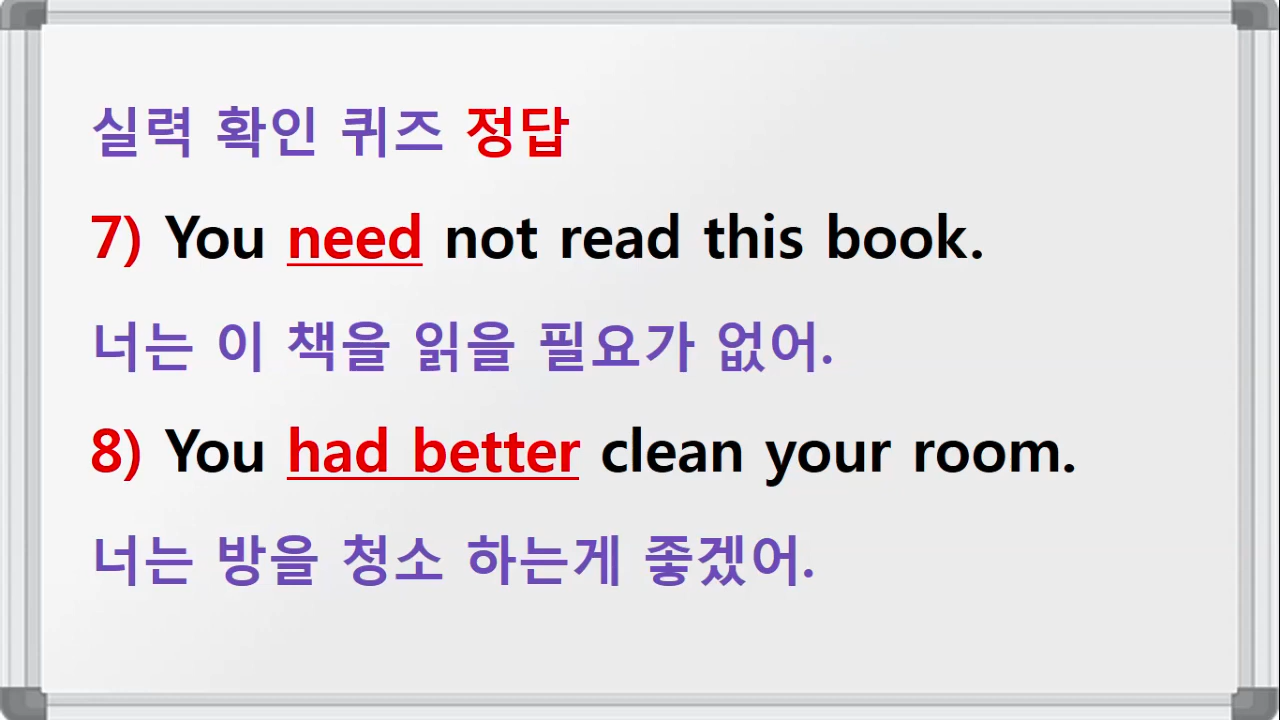 실력 확인 퀴즈 정답
7) You need not read this book.
너는 이 책을 읽을 필요가 없어.
8) You had better clean your room.
너는 방을 청소 하는게 좋겠어.